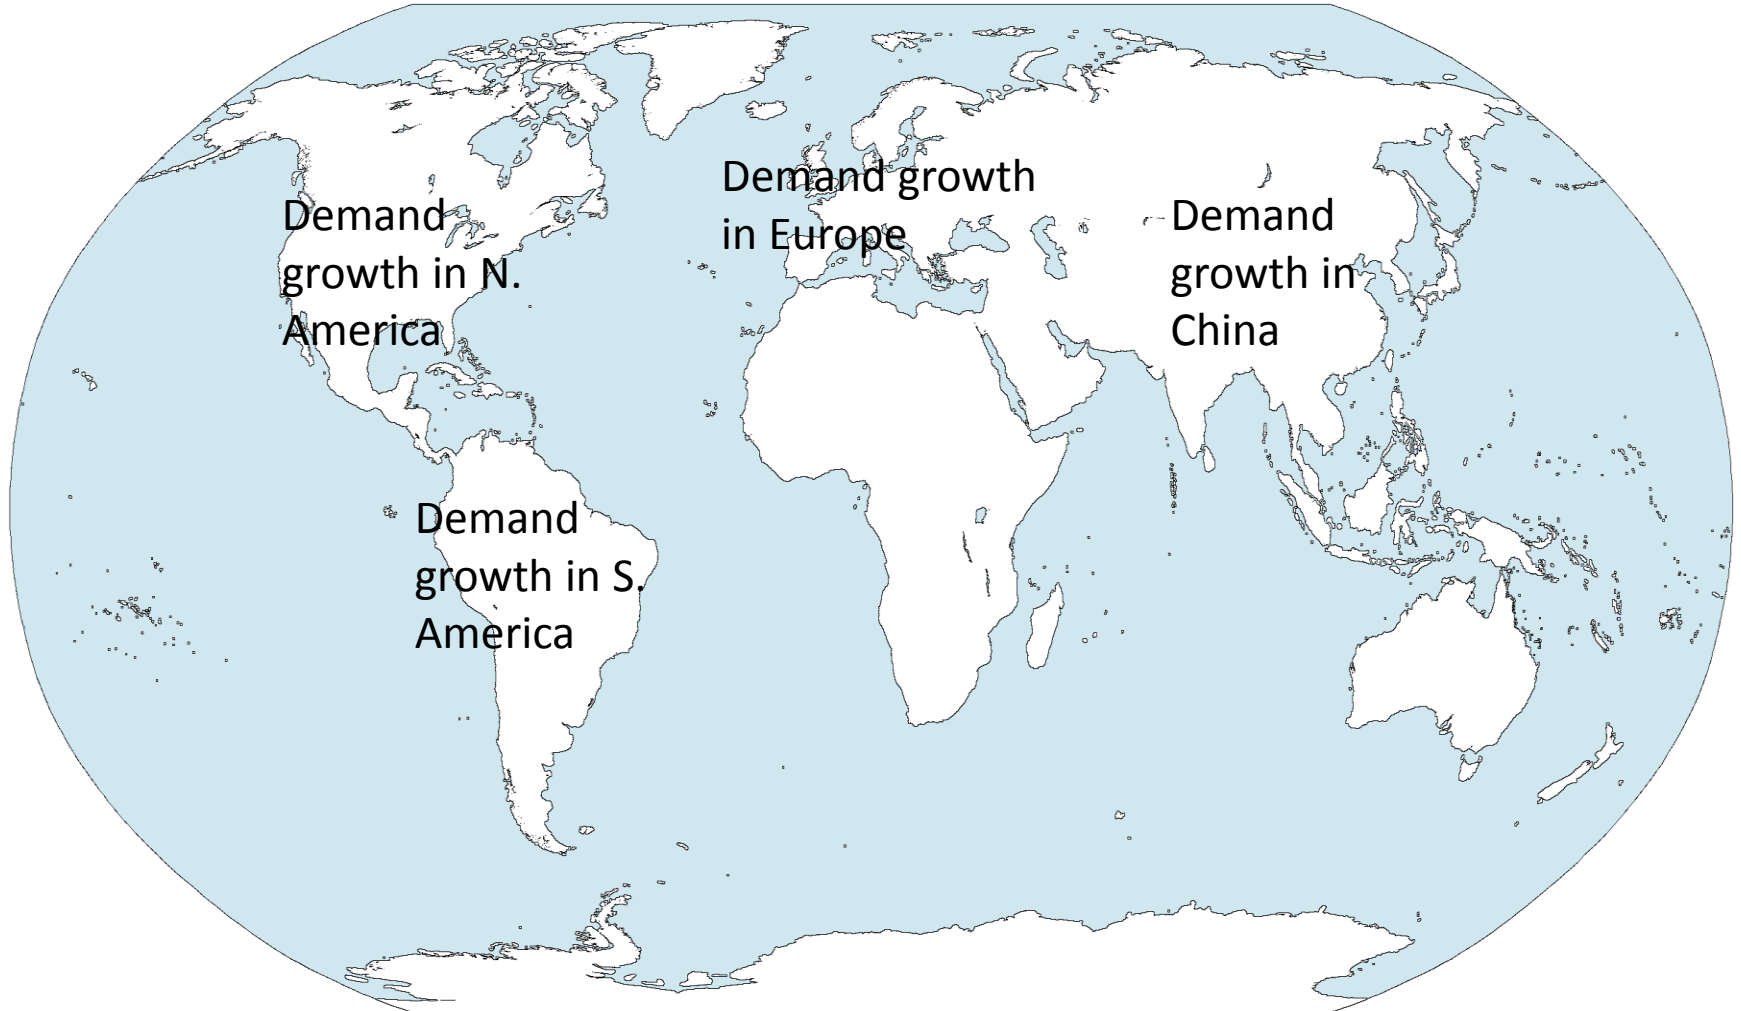 Demand
growth in N.
America
Demand growth
in Europe
Demand
growth in
China
Demand
growth in S.
America